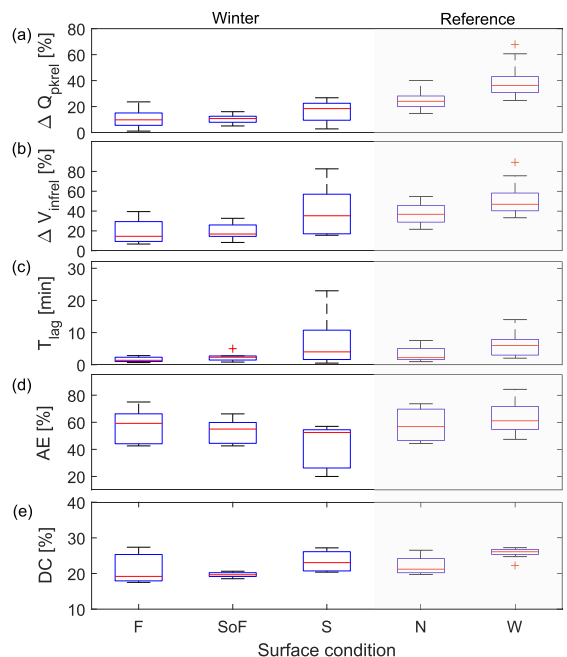 Winter Reference
(a)
Δ Q_pkrel [%]
80
60
40
20
0
(b)
Δ V_infrel [%]
80
60
40
20
0
(c)
T_lag [min]
30
20
10
0
(d)
AE [%]
80
60
40
20
(e)
DC [%]
40
30
20
10
F SoF S N W
Surface condition